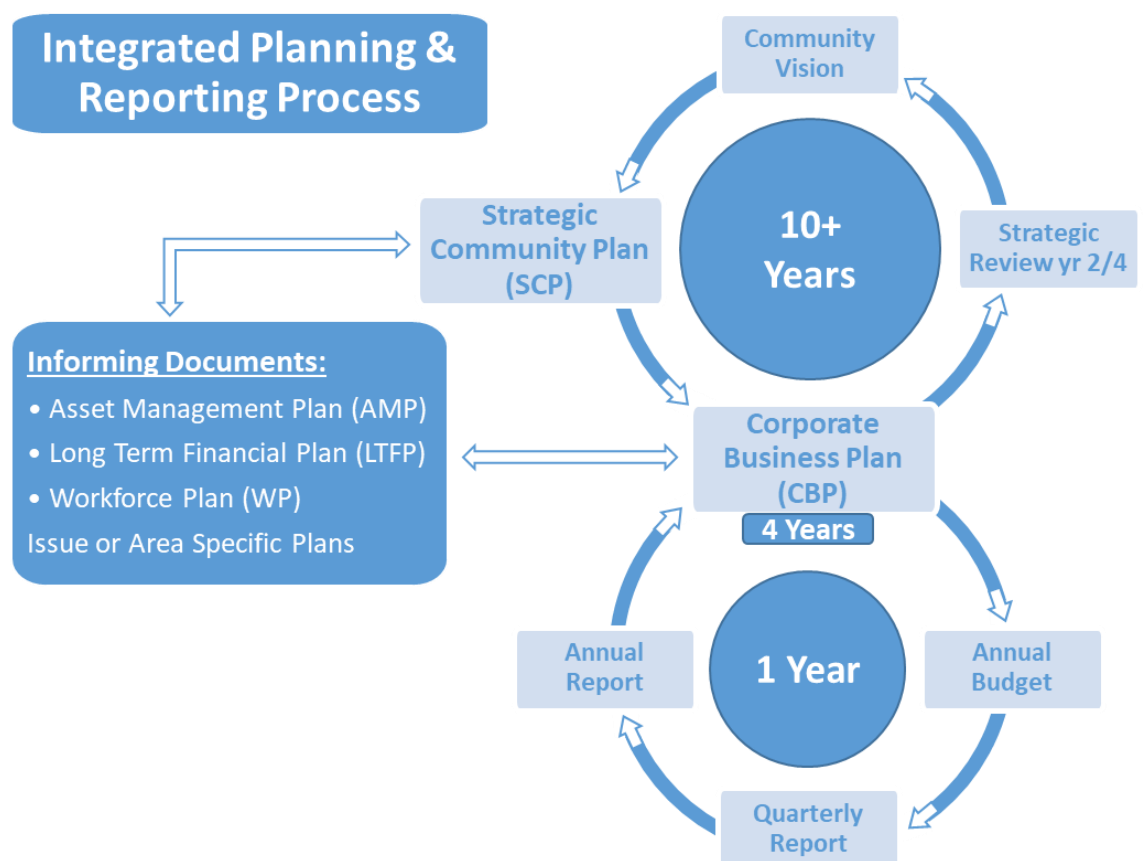 Integrated Planning &
Reporting Process
Community
Vision
Strategic
Community Plan
(SCP)
10+
Years
Strategic
Review yr 2/4
Informing Documents:
• Asset Management Plan (AMP)
• Long Term Financial Plan (LTFP)
• Workforce Plan (WP)
Issue or Area Specific Plans
Corporate
Business Plan
(CBP)
4 Years
Annual
Report
1 Year
Annual
Budget
Quarterly
Report